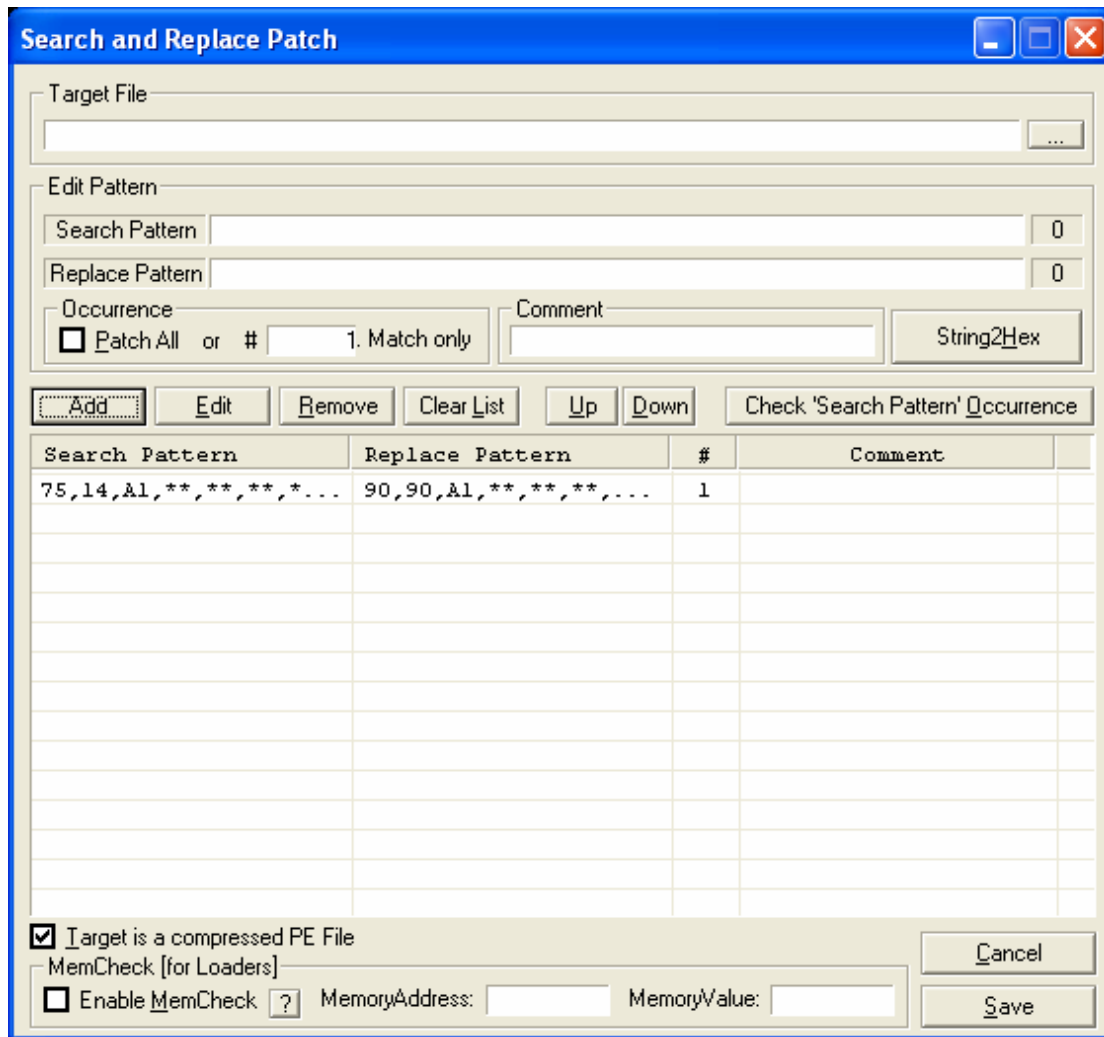 Search and Replace Patch
Target File
...
Edit Pattern
Search Pattern 0
Replace Pattern 0
Occurrence Comment
Patch All or # 1. Match only String2Hex
Add Edit Remove Clear List Up Down Check 'Search Pattern' Occurrence
Search Pattern Replace Pattern # Comment
75,14,A1,**,**,**,*... 90,90,A1,**,**,**,... 1
Target is a compressed PE File
MemCheck [for Loaders] Cancel
Enable MemCheck ? MemoryAddress: MemoryValue: Save